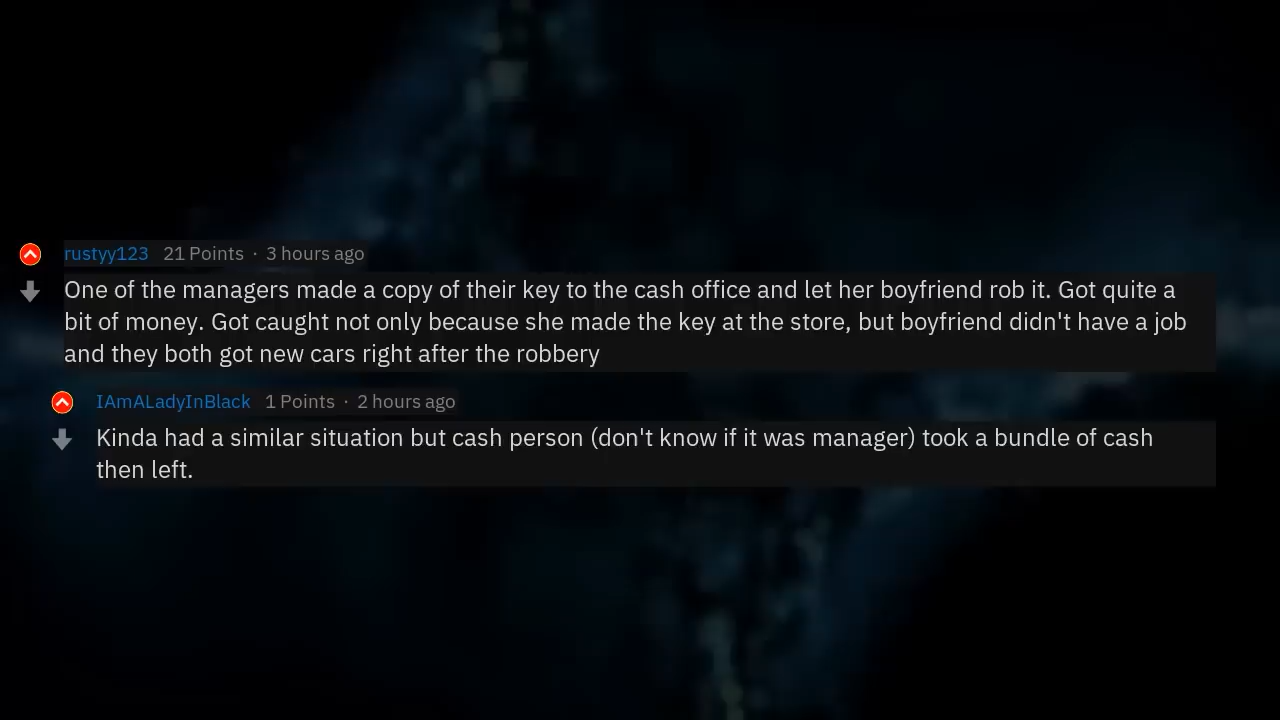 rustyy123 21 Points · 3 hours ago
One of the managers made a copy of their key to the cash office and let her boyfriend rob it. Got quite a
bit of money. Got caught not only because she made the key at the store, but boyfriend didn't have a job
and they both got new cars right after the robbery
IAmALadyInBlack 1 Points · 2 hours ago
Kinda had a similar situation but cash person (don't know if it was manager) took a bundle of cash
then left.